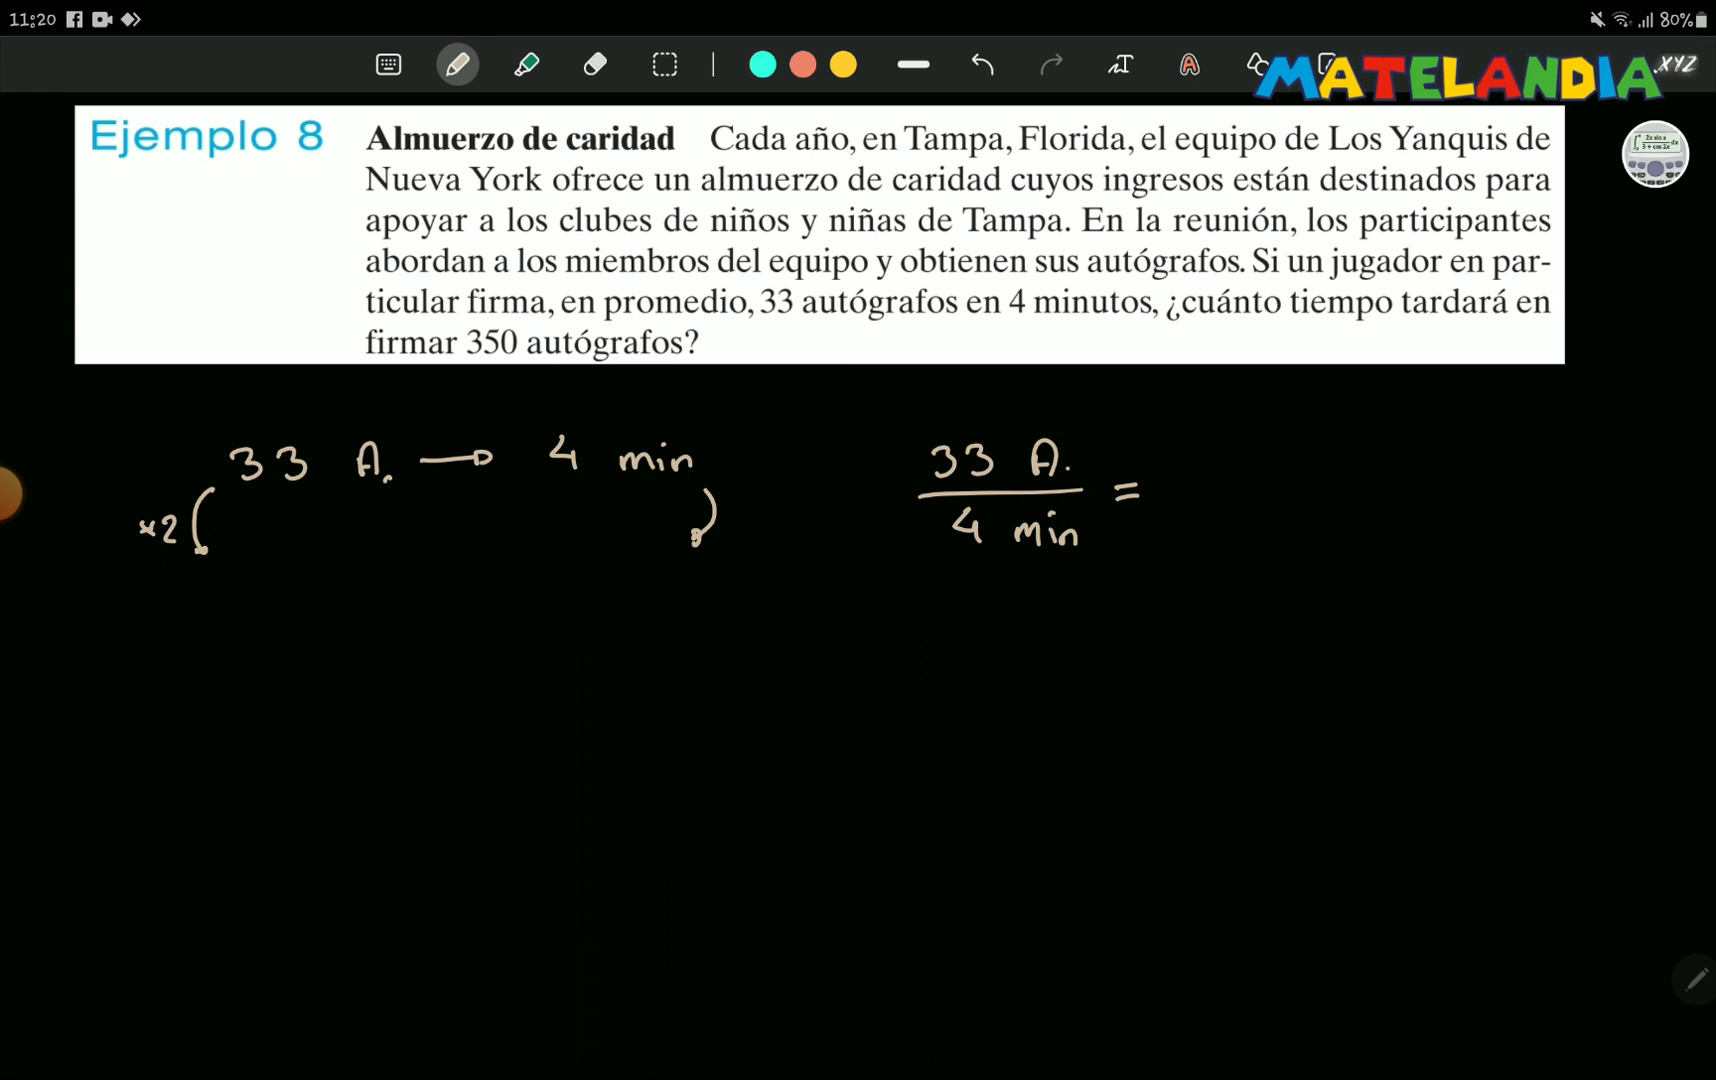 11:20
80%
MATELANDIA.XYZ
Ejemplo 8 Almuerzo de caridad Cada año, en Tampa, Florida, el equipo de Los Yanquis de
Nueva York ofrece un almuerzo de caridad cuyos ingresos están destinados para
apoyar a los clubes de niños y niñas de Tampa. En la reunión, los participantes
abordan a los miembros del equipo y obtienen sus autógrafos. Si un jugador en par-
ticular firma, en promedio, 33 autógrafos en 4 minutos, ¿cuánto tiempo tardará en
firmar 350 autógrafos?
33 A. → 4 min
×2
33 A.
4 min =